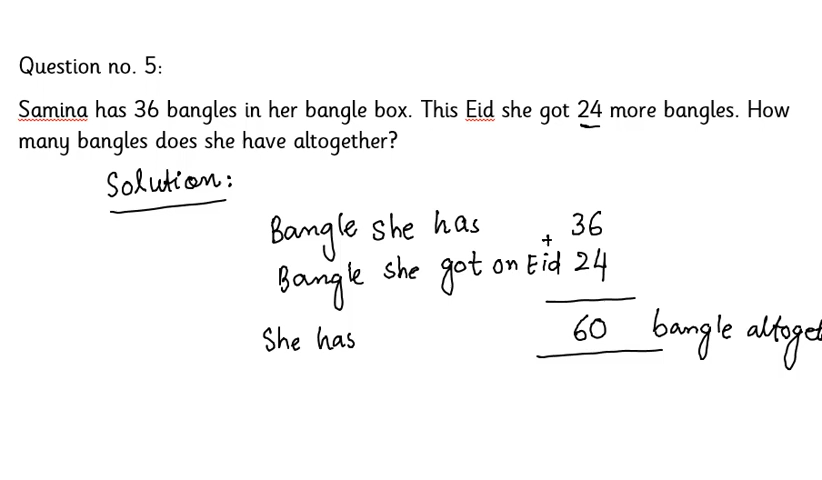 Question no. 5:
Samina has 36 bangles in her bangle box. This Eid she got 24 more bangles. How
many bangles does she have altogether?
Solution:
Bangle she has 36
+
Bangle she got on Eid 24
She has 60 bangle altoget